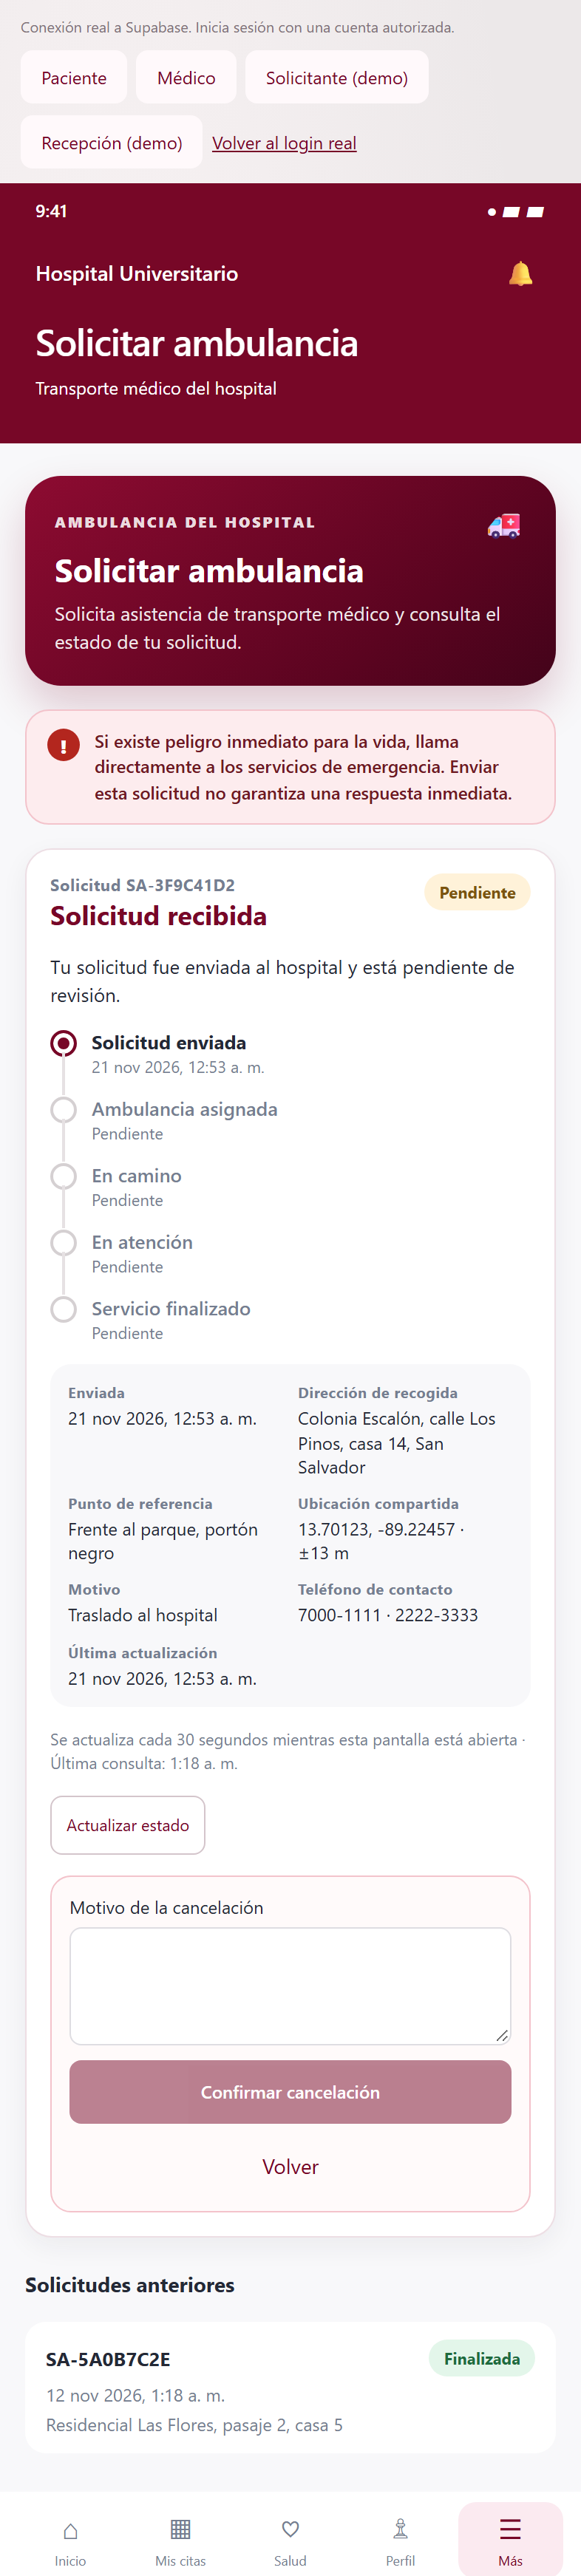 Conexión real a Supabase. Inicia sesión con una cuenta autorizada.
Paciente
Médico
Solicitante (demo)
Recepción (demo)
Volver al login real
9:41
Hospital Universitario
Solicitar ambulancia
Transporte médico del hospital
AMBULANCIA DEL HOSPITAL
Solicitar ambulancia
Solicita asistencia de transporte médico y consulta el
estado de tu solicitud.
Si existe peligro inmediato para la vida, llama
directamente a los servicios de emergencia. Enviar
esta solicitud no garantiza una respuesta inmediata.
Solicitud SA-3F9C41D2
Solicitud recibida
Pendiente
Tu solicitud fue enviada al hospital y está pendiente de
revisión.
Solicitud enviada
21 nov 2026, 12:53 a. m.
Ambulancia asignada
Pendiente
En camino
Pendiente
En atención
Pendiente
Servicio finalizado
Pendiente
Enviada
21 nov 2026, 12:53 a. m.
Dirección de recogida
Colonia Escalón, calle Los
Pinos, casa 14, San
Salvador
Punto de referencia
Frente al parque, portón
negro
Ubicación compartida
13.70123, -89.22457 ·
±13 m
Motivo
Traslado al hospital
Teléfono de contacto
7000-1111 · 2222-3333
Última actualización
21 nov 2026, 12:53 a. m.
Se actualiza cada 30 segundos mientras esta pantalla está abierta ·
Última consulta: 1:18 a. m.
Actualizar estado
Motivo de la cancelación
Confirmar cancelación
Volver
Solicitudes anteriores
SA-5A0B7C2E
Finalizada
12 nov 2026, 1:18 a. m.
Residencial Las Flores, pasaje 2, casa 5
Inicio
Mis citas
Salud
Perfil
Más